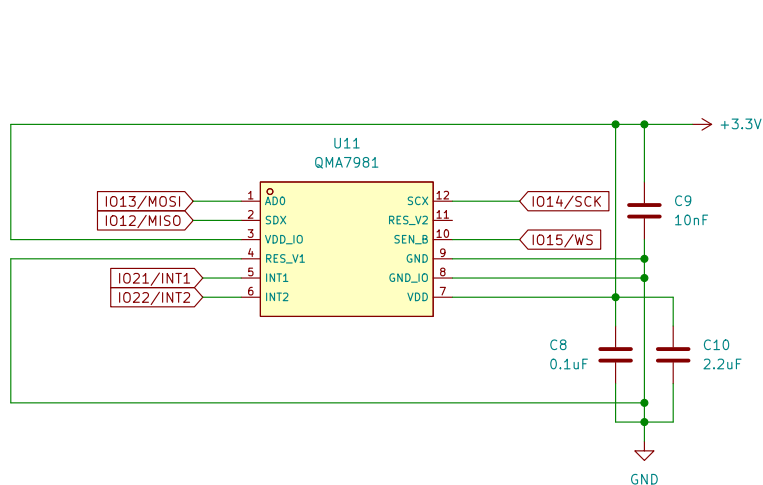 +3.3V
U11
QMA7981
IO13/MOSI
1
AD0
SCX
12
IO14/SCK
C9
10nF
IO12/MISO
2
SDX
RES_V2
11
3
VDD_IO
SEN_B
10
IO15/WS
4
RES_V1
GND
9
IO21/INT1
5
INT1
GND_IO
8
IO22/INT2
6
INT2
VDD
7
C8
0.1uF
C10
2.2uF
GND